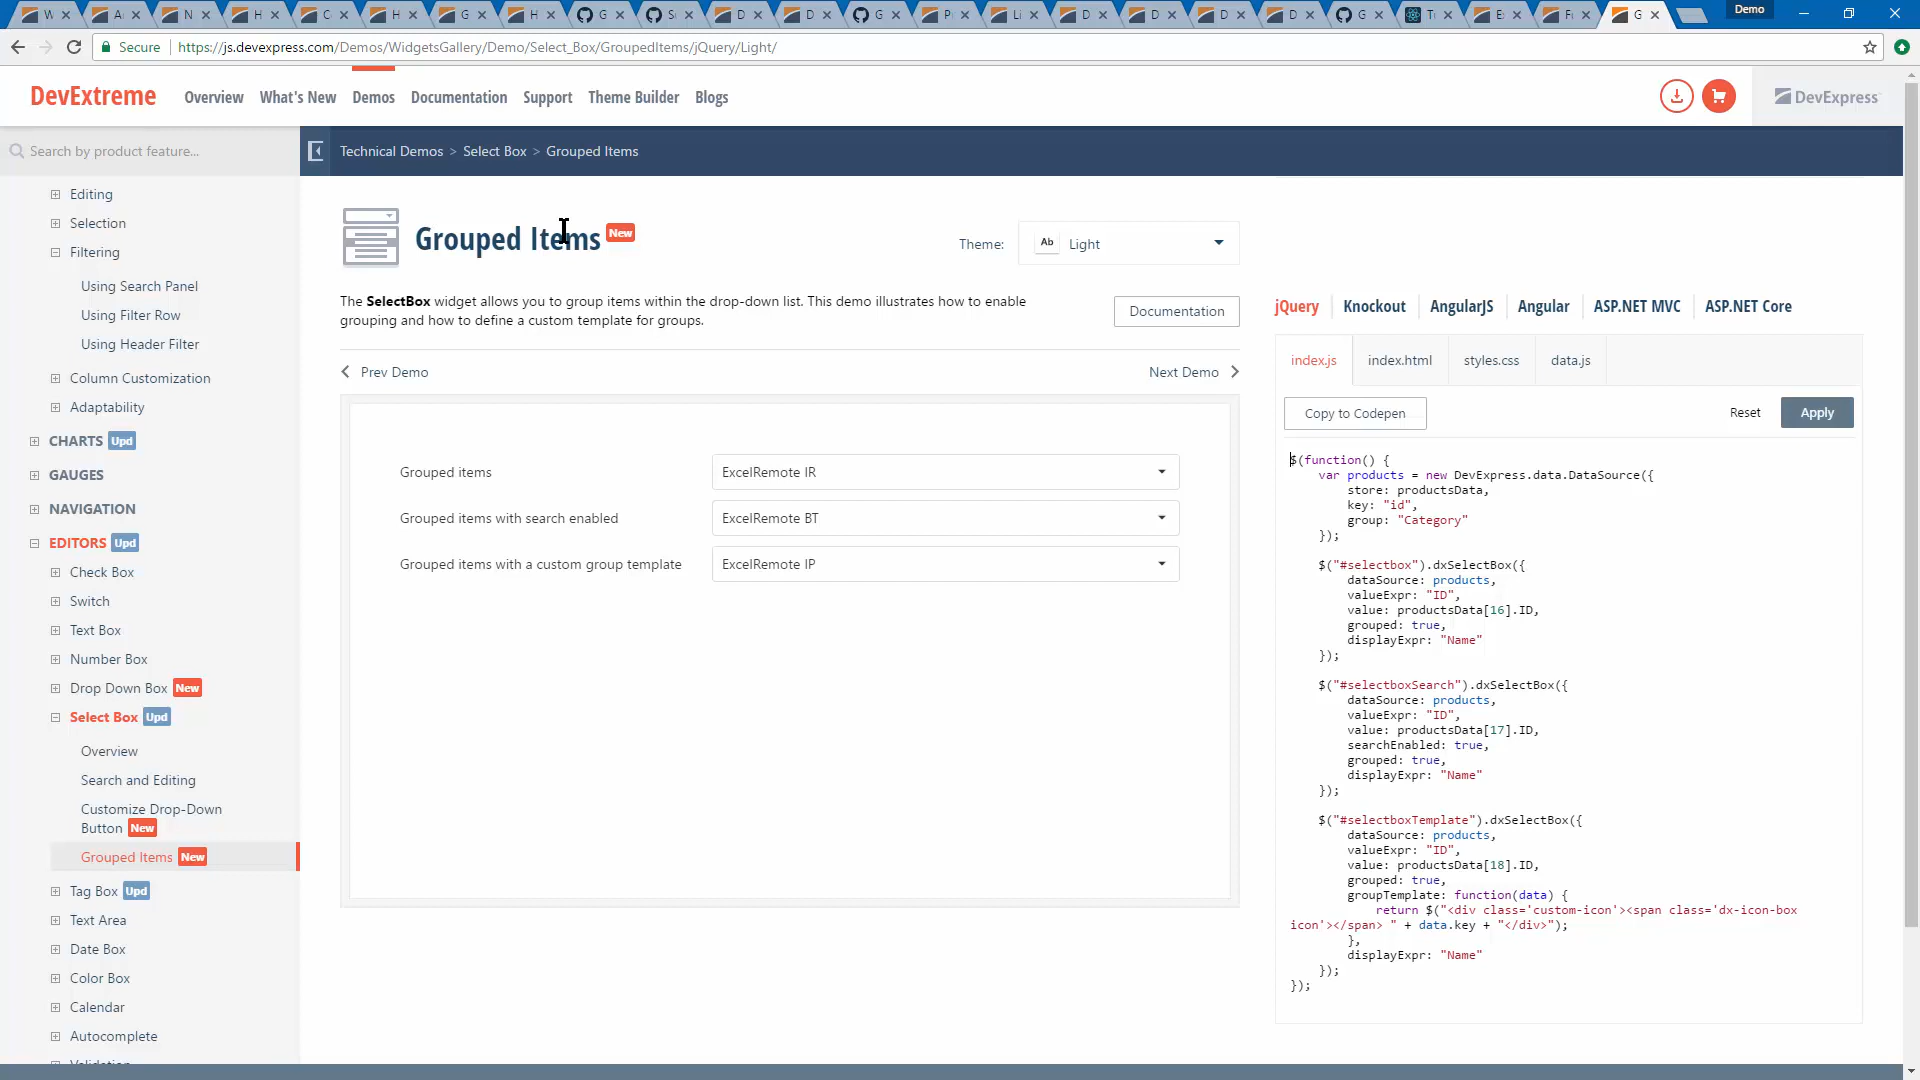 Demo
Secure https://js.devexpress.com/Demos/WidgetsGallery/Demo/Select_Box/GroupedItems/jQuery/Light/
DevExtreme Overview What's New Demos Documentation Support Theme Builder Blogs DevExpress
Search by product feature...
Technical Demos > Select Box > Grouped Items
Editing
Selection
Filtering
Using Search Panel
Using Filter Row
Using Header Filter
Column Customization
Adaptability
CHARTS Upd
GAUGES
NAVIGATION
EDITORS Upd
Check Box
Switch
Text Box
Number Box
Drop Down Box New
Select Box Upd
Overview
Search and Editing
Customize Drop-Down
Button New
Grouped Items New
Tag Box Upd
Text Area
Date Box
Color Box
Calendar
Autocomplete
Grouped Items New
Theme: Ab Light
The SelectBox widget allows you to group items within the drop-down list. This demo illustrates how to enable
grouping and how to define a custom template for groups.
Documentation
Prev Demo
Next Demo
Grouped items ExcelRemote IR
Grouped items with search enabled ExcelRemote BT
Grouped items with a custom group template ExcelRemote IP
jQuery Knockout AngularJS Angular ASP.NET MVC ASP.NET Core
index.js index.html styles.css data.js
Copy to Codepen Reset Apply
$(function() {
var products = new DevExpress.data.DataSource({
store: productsData,
key: "id",
group: "Category"
});
$("#selectbox").dxSelectBox({
dataSource: products,
valueExpr: "ID",
value: productsData[16].ID,
grouped: true,
displayExpr: "Name"
});
$("#selectboxSearch").dxSelectBox({
dataSource: products,
valueExpr: "ID",
value: productsData[17].ID,
searchEnabled: true,
grouped: true,
displayExpr: "Name"
});
$("#selectboxTemplate").dxSelectBox({
dataSource: products,
valueExpr: "ID",
value: productsData[18].ID,
grouped: true,
groupTemplate: function(data) {
return $("<div class='custom-icon'><span class='dx-icon-box
icon'></span> " + data.key + "</div>");
},
displayExpr: "Name"
});
});